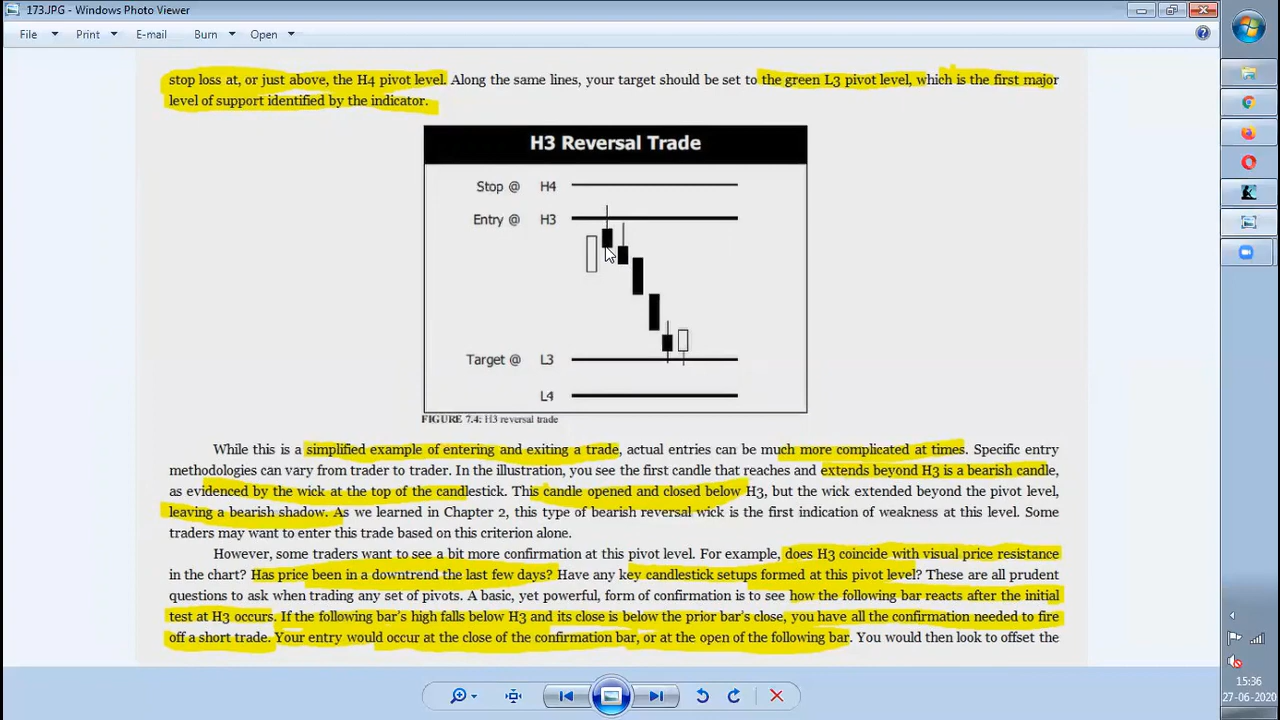 173.JPG - Windows Photo Viewer
File Print E-mail Burn Open
stop loss at, or just above, the H4 pivot level. Along the same lines, your target should be set to the green L3 pivot level, which is the first major
level of support identified by the indicator.
H3 Reversal Trade
Stop @ H4
Entry @ H3
Target @ L3
L4
FIGURE 7.4: H3 reversal trade
While this is a simplified example of entering and exiting a trade, actual entries can be much more complicated at times. Specific entry
methodologies can vary from trader to trader. In the illustration, you see the first candle that reaches and extends beyond H3 is a bearish candle,
as evidenced by the wick at the top of the candlestick. This candle opened and closed below H3, but the wick extended beyond the pivot level,
leaving a bearish shadow. As we learned in Chapter 2, this type of bearish reversal wick is the first indication of weakness at this level. Some
traders may want to enter this trade based on this criterion alone.
However, some traders want to see a bit more confirmation at this pivot level. For example, does H3 coincide with visual price resistance
in the chart? Has price been in a downtrend the last few days? Have any key candlestick setups formed at this pivot level? These are all prudent
questions to ask when trading any set of pivots. A basic, yet powerful, form of confirmation is to see how the following bar reacts after the initial
test at H3 occurs. If the following bar's high falls below H3 and its close is below the prior bar's close, you have all the confirmation needed to fire
off a short trade. Your entry would occur at the close of the confirmation bar, or at the open of the following bar. You would then look to offset the
15:36
27-06-2020